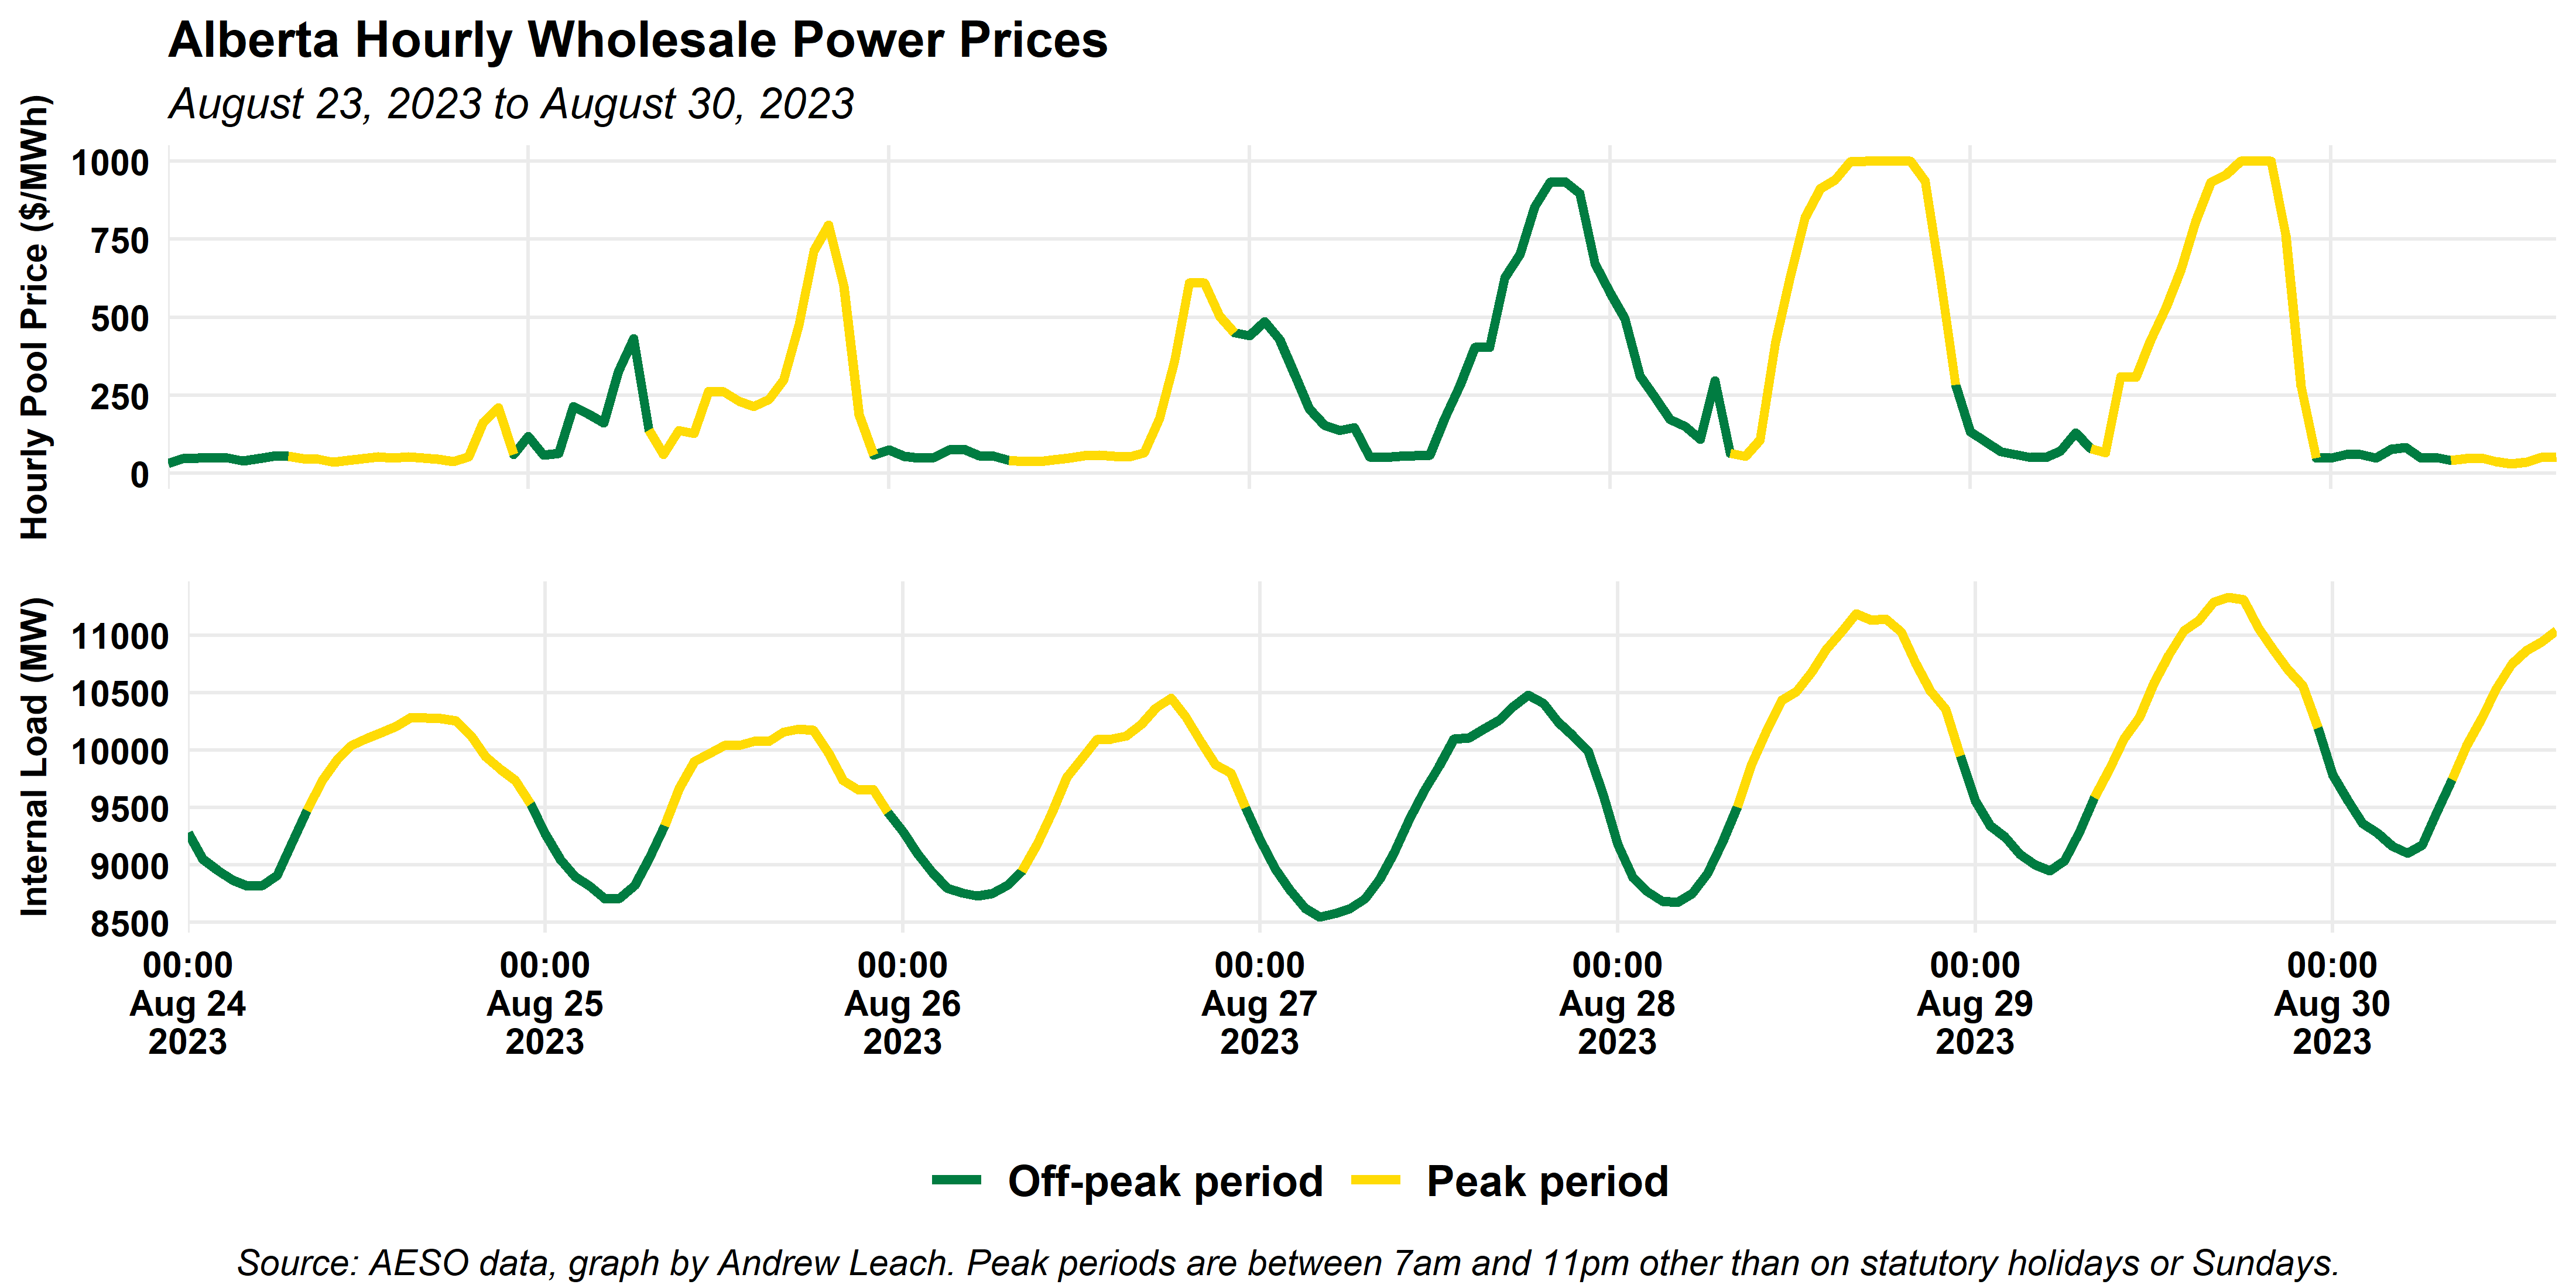 Alberta Hourly Wholesale Power Prices
August 23, 2023 to August 30, 2023
Hourly Pool Price ($/MWh)
1000
750
500
250
0
Internal Load (MW)
11000
10500
10000
9500
9000
8500
00:00 00:00 00:00 00:00 00:00 00:00 00:00
Aug 24 Aug 25 Aug 26 Aug 27 Aug 28 Aug 29 Aug 30
2023 2023 2023 2023 2023 2023 2023
Off-peak period Peak period
Source: AESO data, graph by Andrew Leach. Peak periods are between 7am and 11pm other than on statutory holidays or Sundays.